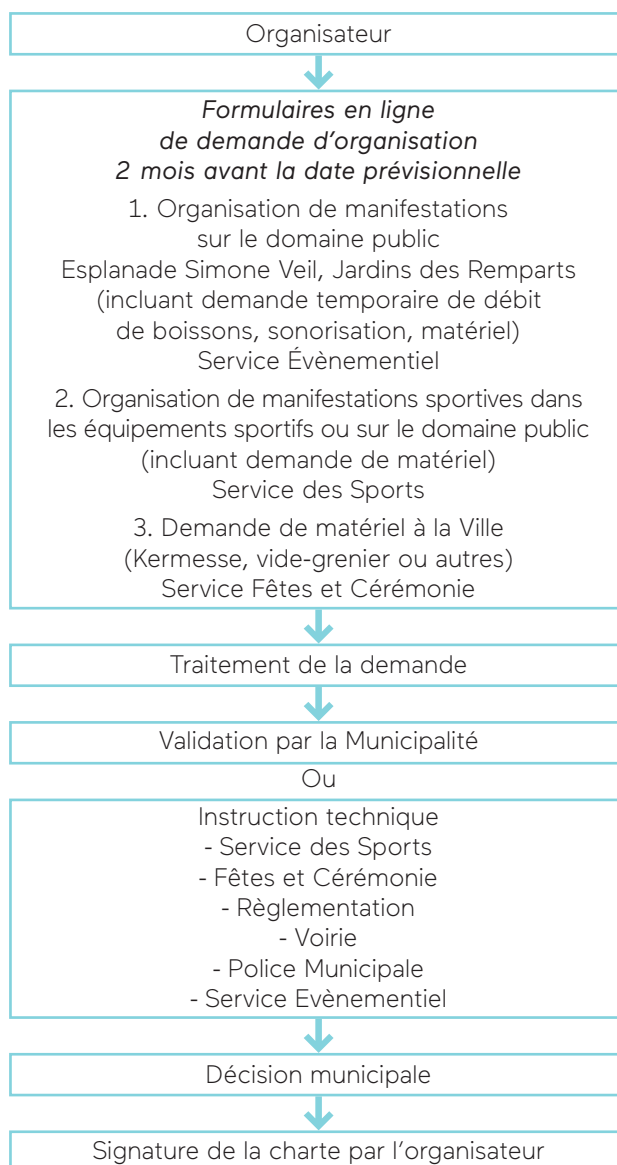 Organisateur
Formulaires en ligne
de demande d'organisation
2 mois avant la date prévisionnelle
1. Organisation de manifestations
sur le domaine public
Esplanade Simone Veil, Jardins des Remparts
(incluant demande temporaire de débit
de boissons, sonorisation, matériel)
Service Évènementiel
2. Organisation de manifestations sportives dans
les équipements sportifs ou sur le domaine public
(incluant demande de matériel)
Service des Sports
3. Demande de matériel à la Ville
(Kermesse, vide-grenier ou autres)
Service Fêtes et Cérémonie
Traitement de la demande
Validation par la Municipalité
Ou
Instruction technique
- Service des Sports
- Fêtes et Cérémonie
- Règlementation
- Voirie
- Police Municipale
- Service Evènementiel
Décision municipale
Signature de la charte par l'organisateur